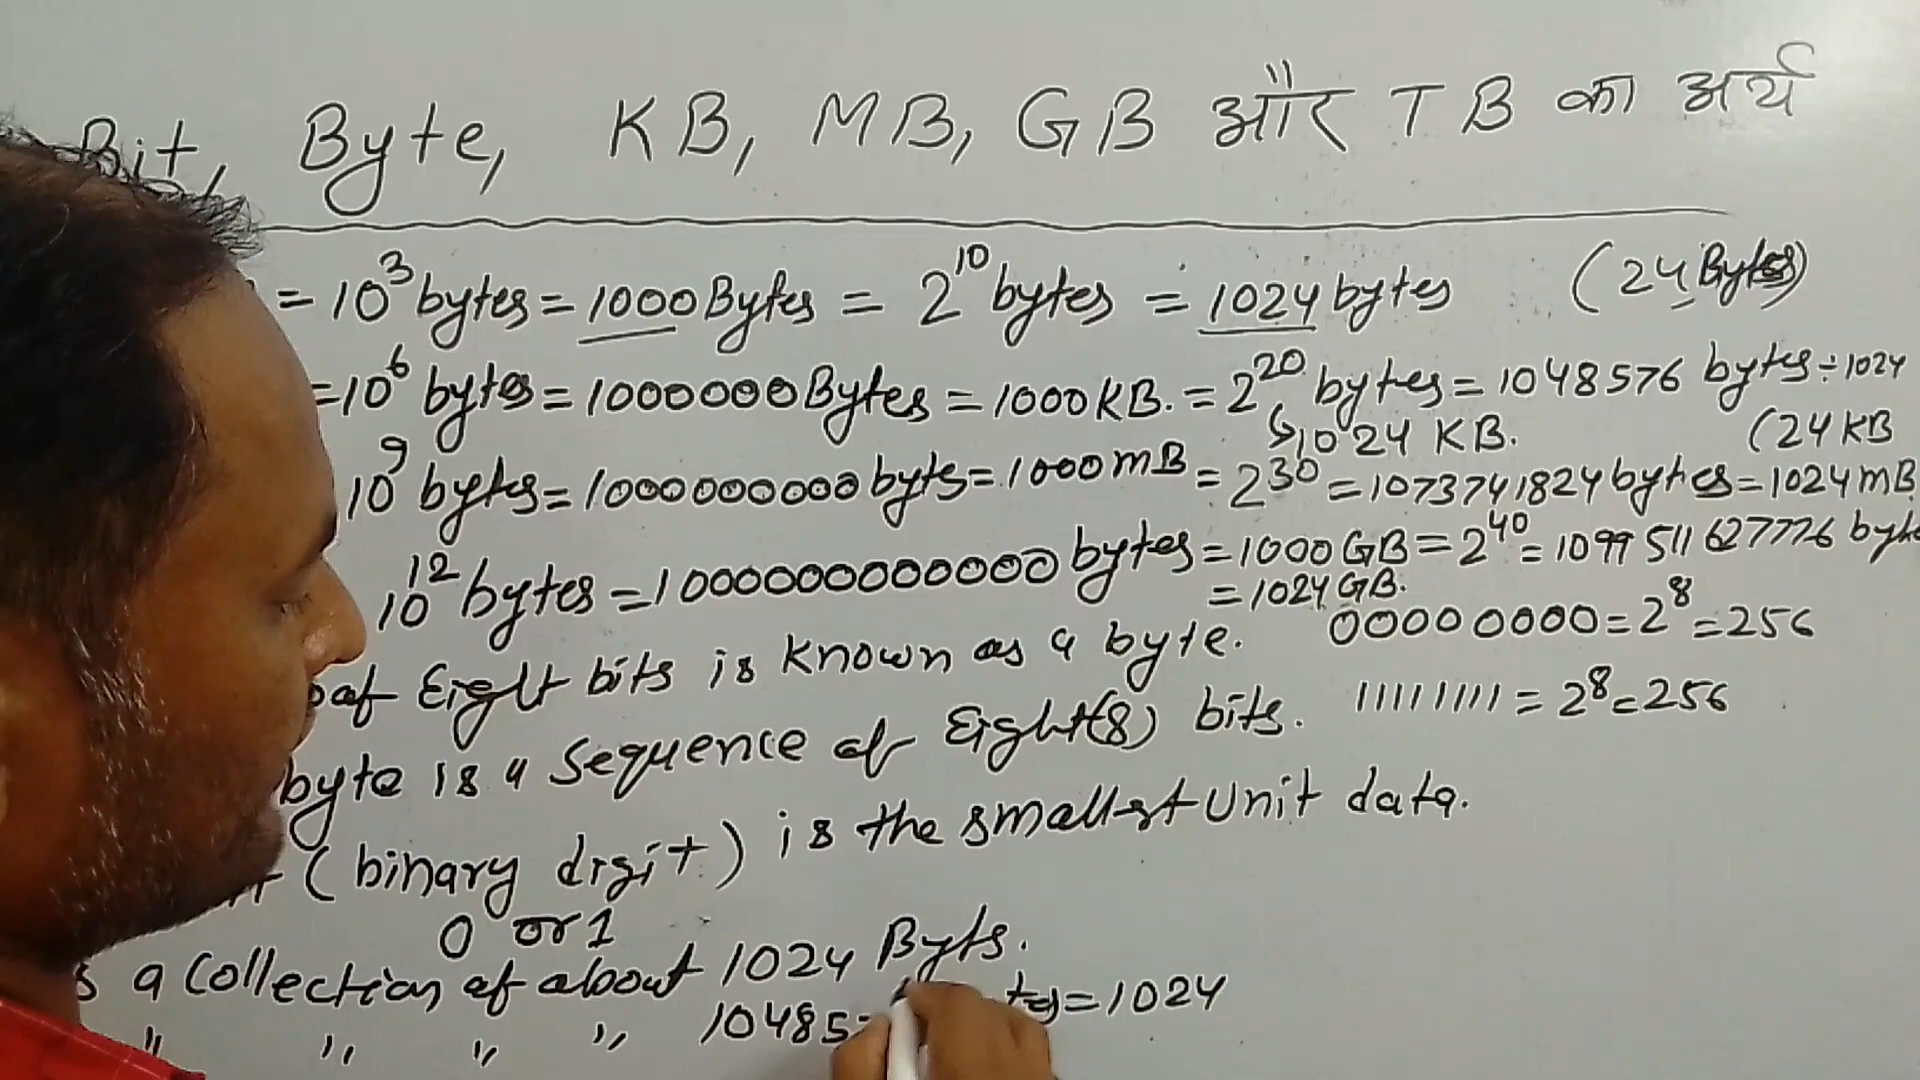 Bit, Byte, KB, MB, GB और TB का अर्थ
= 10³ bytes = 1000 Bytes = 2¹⁰ bytes = 1024 bytes (24 Bytes)
= 10⁶ bytes = 1000000 Bytes = 1000 KB. = 2²⁰ bytes = 1048576 bytes = 1024
↳ 1024 KB. (24 KB
10⁹ bytes = 1000000000 byts = 1000 mB = 2³⁰ = 1073741824 bytes = 1024 mB
10¹² bytes = 1000000000000 bytes = 1000 GB = 2⁴⁰ = 1099511627776 byte
= 1024 GB.
of Eight bits is known as a byte. 00000000 = 2⁸ = 256
byte is a sequence of Eight(8) bits. 11111111 = 2⁸ = 256
(binary digit) is the smallest unit data.
0 or 1
a collection of about 1024 Byts.
" " " " 10485 tes = 1024